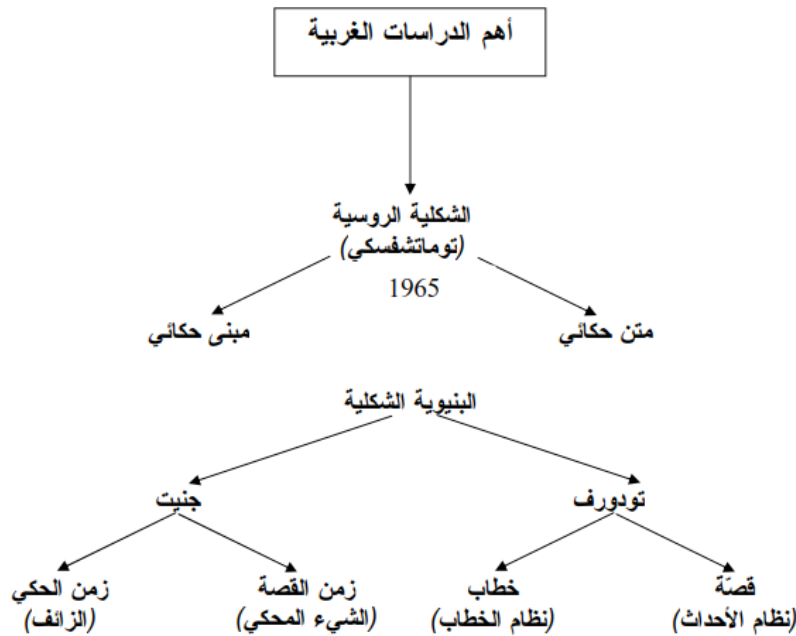 أهم الدراسات الغربية
الشكلية الروسية
(توماتشفسكي)
1965
متن حكائي
مبنى حكائي
البنيوية الشكلية
تودورف
جنيت
قصّة
(نظام الأحداث)
خطاب
(نظام الخطاب)
زمن القصة
(الشيء المحكي)
زمن الحكي
(الزائف)